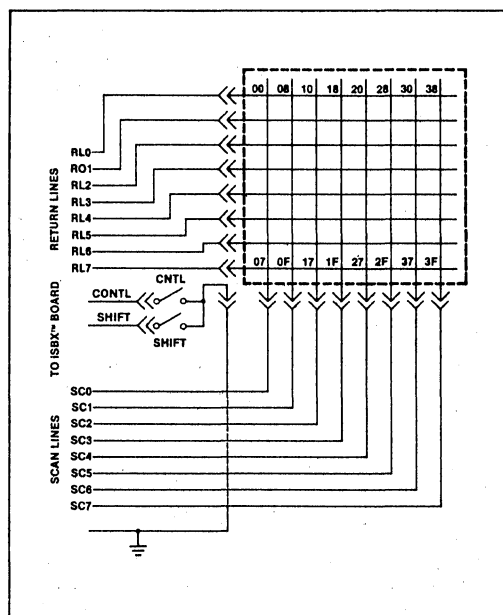 00 08 10 18 20 28 30 38
RL0
RO1
RL2
RL3
RL4
RL5
RL6
RL7
RETURN LINES
07 0F 17 1F 27 2F 37 3F
CONTL CNTL
SHIFT
SHIFT
TO ISBX™ BOARD
SC0
SC1
SC2
SC3
SC4
SC5
SC6
SC7
SCAN LINES